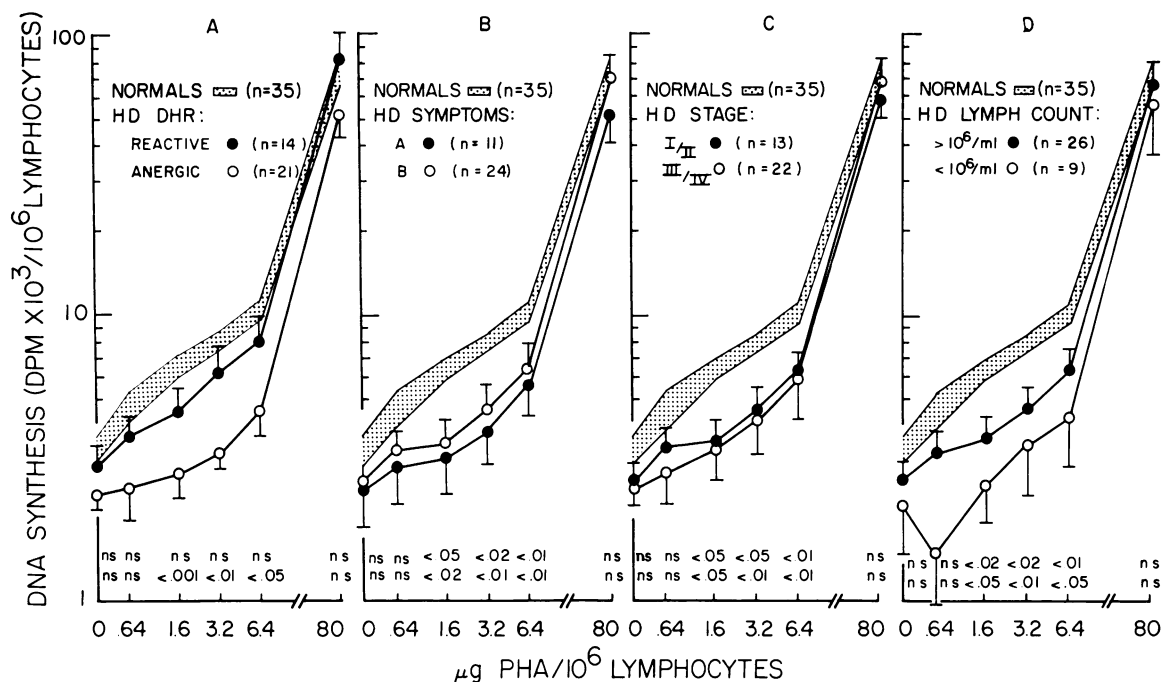 A
B
C
D
DNA SYNTHESIS (DPM X10³/10⁶ LYMPHOCYTES)
100
10
1
NORMALS (n=35)
HD DHR:
REACTIVE ● (n=14)
ANERGIC ○ (n=21)
NORMALS (n=35)
HD SYMPTOMS:
A ● (n=11)
B ○ (n=24)
NORMALS (n=35)
HD STAGE:
I/II ● (n=13)
III/IV ○ (n=22)
NORMALS (n=35)
HD LYMPH COUNT:
>10⁶/ml ● (n=26)
<10⁶/ml ○ (n=9)
ns ns ns ns ns ns
ns ns <.001 <.01 <.05 ns
ns ns <.05 <.02 <.01 ns
ns ns <.02 <.01 <.01 ns
ns ns <.05 <.05 <.01 ns
ns ns <.05 <.01 <.01 ns
ns ns <.02 <.02 <.01 ns
ns ns <.05 <.01 <.05 ns
0 .64 1.6 3.2 6.4 80
0 .64 1.6 3.2 6.4 80
0 .64 1.6 3.2 6.4 80
0 .64 1.6 3.2 6.4 80
μg PHA/10⁶ LYMPHOCYTES